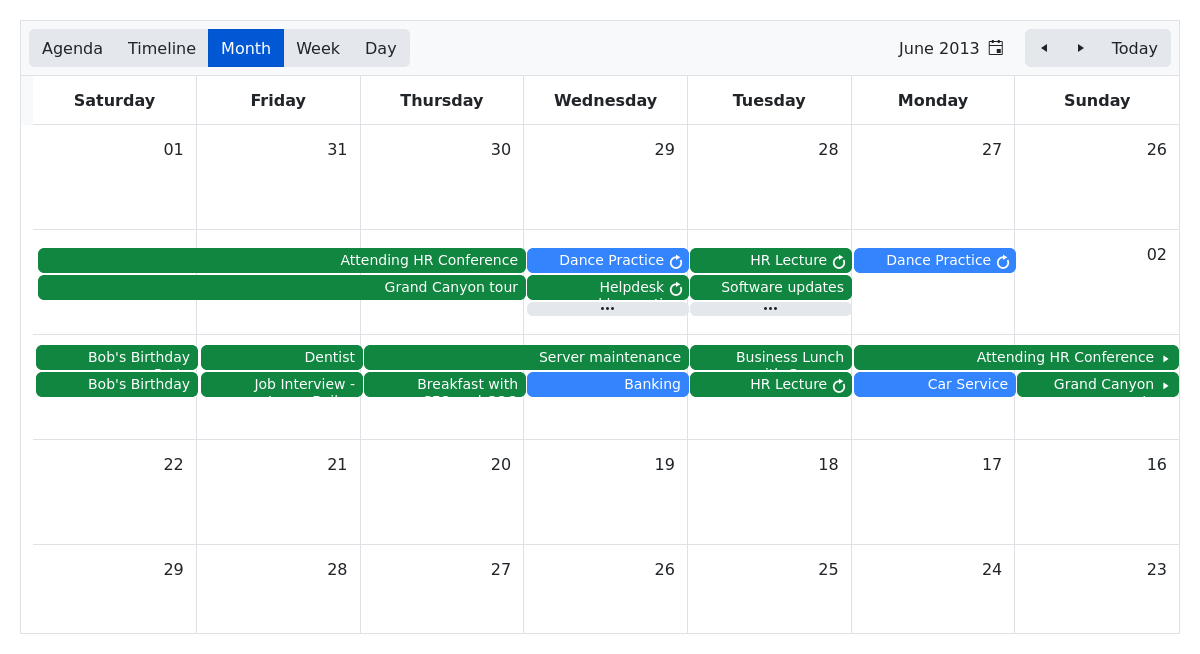 Agenda Timeline Month Week Day June 2013 Today
Saturday Friday Thursday Wednesday Tuesday Monday Sunday
01 31 30 29 28 27 26
02
Attending HR Conference Dance Practice HR Lecture Dance Practice
Grand Canyon tour Helpdesk Software updates
•••  •••
Bob's Birthday Dentist Server maintenance Business Lunch Attending HR Conference
Bob's Birthday Job Interview - Breakfast with Banking HR Lecture Car Service Grand Canyon
22 21 20 19 18 17 16
29 28 27 26 25 24 23